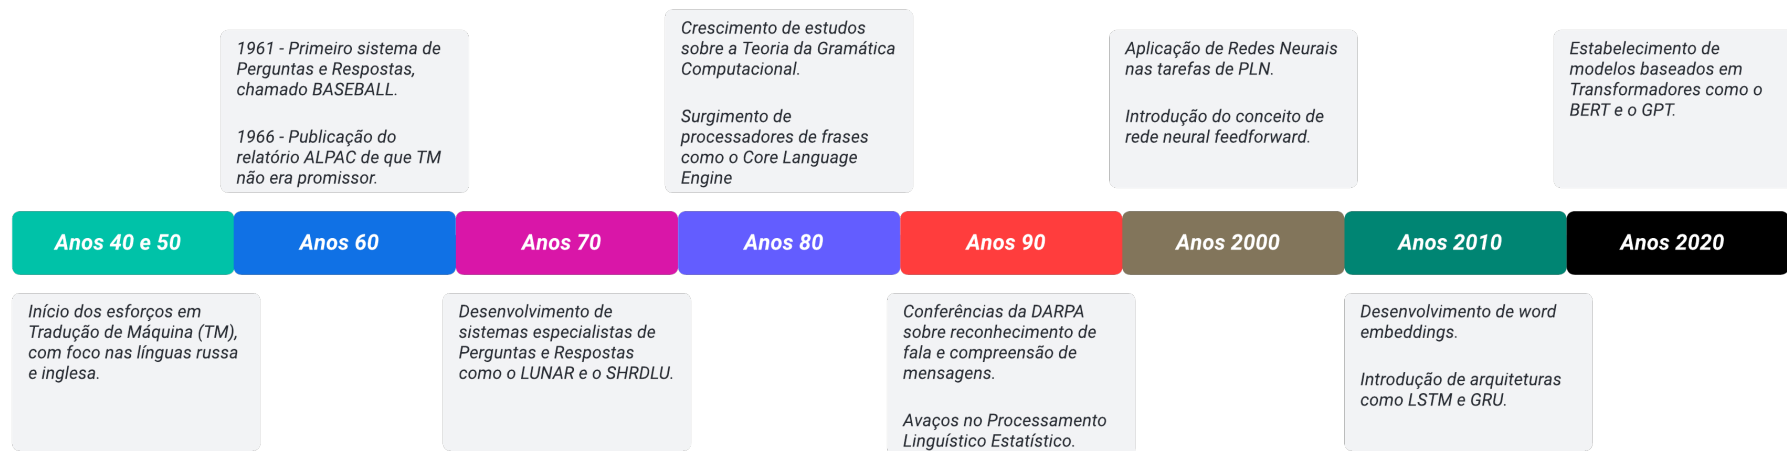 1961 - Primeiro sistema de
Perguntas e Respostas,
chamado BASEBALL.
1966 - Publicação do
relatório ALPAC de que TM
não era promissor.
Crescimento de estudos
sobre a Teoria da Gramática
Computacional.
Surgimento de
processadores de frases
como o Core Language
Engine
Aplicação de Redes Neurais
nas tarefas de PLN.
Introdução do conceito de
rede neural feedforward.
Estabelecimento de
modelos baseados em
Transformadores como o
BERT e o GPT.
Anos 40 e 50
Anos 60
Anos 70
Anos 80
Anos 90
Anos 2000
Anos 2010
Anos 2020
Início dos esforços em
Tradução de Máquina (TM),
com foco nas línguas russa
e inglesa.
Desenvolvimento de
sistemas especialistas de
Perguntas e Respostas
como o LUNAR e o SHRDLU.
Conferências da DARPA
sobre reconhecimento de
fala e compreensão de
mensagens.
Avaços no Processamento
Linguístico Estatístico.
Desenvolvimento de word
embeddings.
Introdução de arquiteturas
como LSTM e GRU.